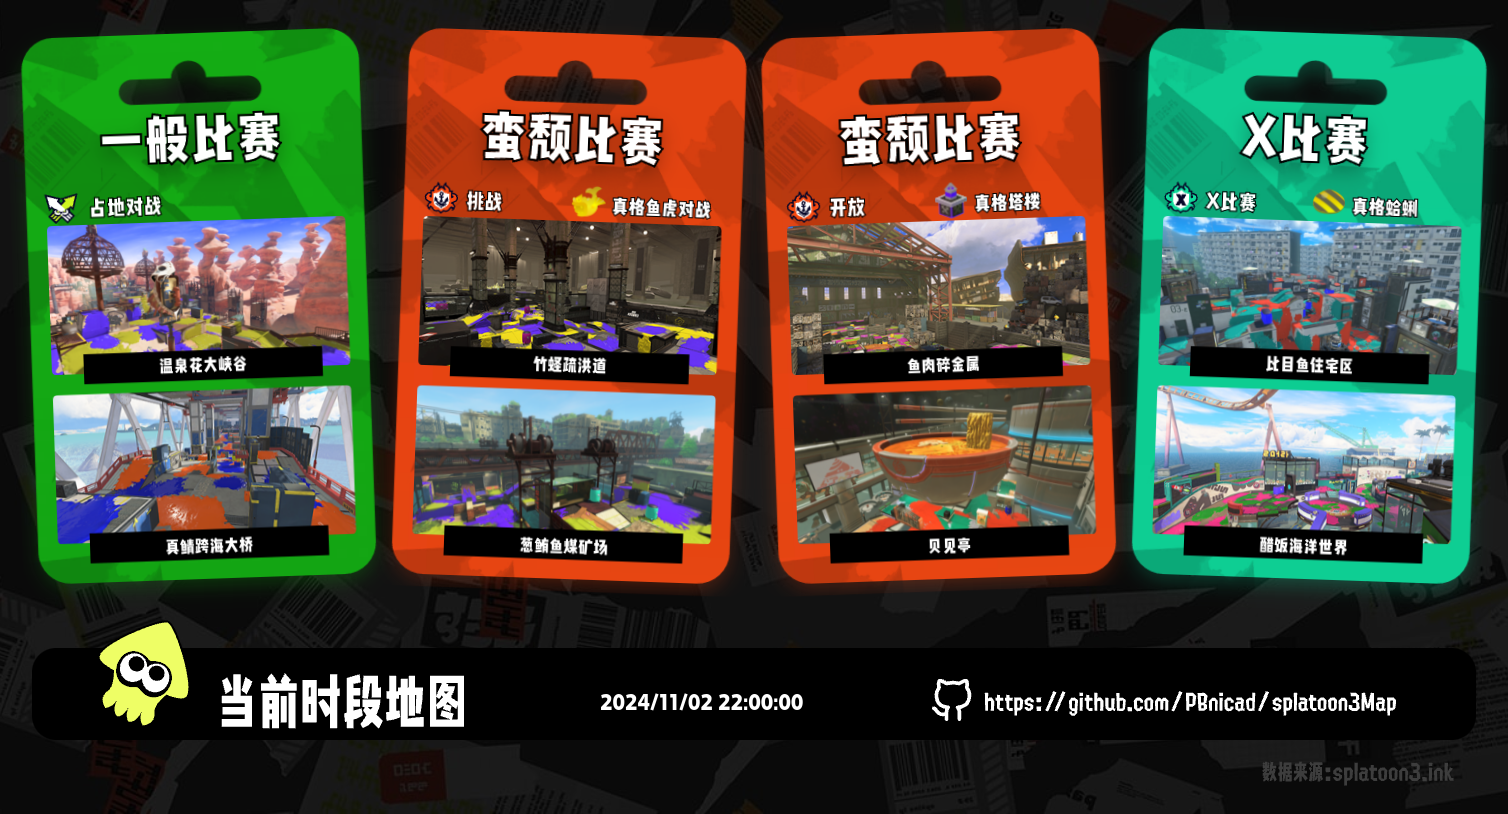 一般比赛
占地对战
温泉花大峡谷
真鲭跨海大桥
蛮颓比赛
挑战
真格鱼虎对战
竹蛏疏洪道
葱鲔鱼煤矿场
蛮颓比赛
开放
真格塔楼
鱼肉碎金属
贝见亭
X比赛
X比赛
真格蛤蜊
比目鱼住宅区
醋饭海洋世界
当前时段地图
2024/11/02 22:00:00
https://github.com/PBnicad/splatoon3Map
数据来源:splatoon3.ink